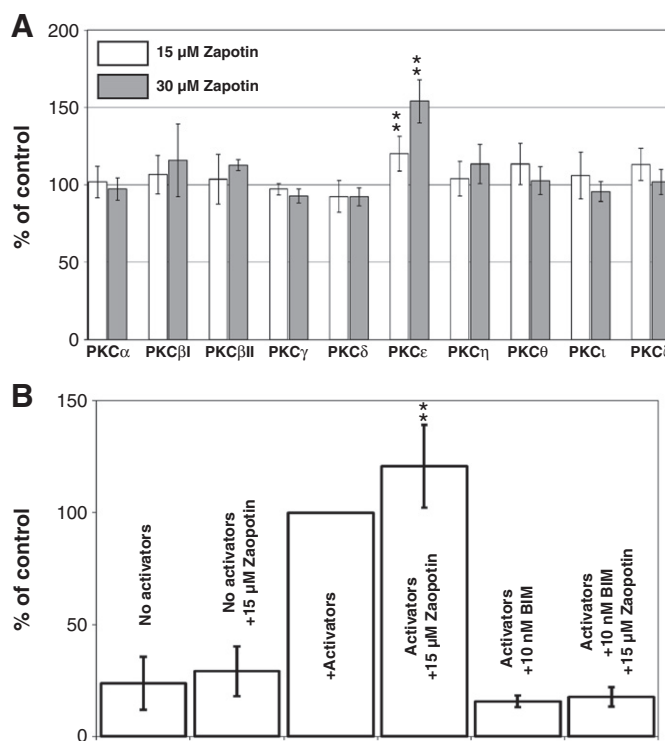 A
200
150
100
50
0
% of control
15 µM Zapotin
30 µM Zapotin
**
**
PKCα PKCβI PKCβII PKCγ PKCδ PKCε PKCη PKCθ PKCι
B
150
100
50
0
% of control
No activators
No activators
+15 µM Zaopotin
+Activators
**
Activators
+15 µM Zaopotin
Activators
+10 nM BIM
Activators
+10 nM BIM
+15 µM Zaopotin